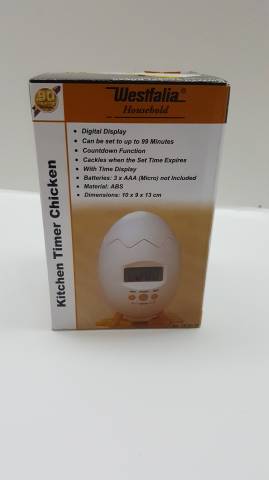 90
Westfalia®
Household
• Digital Display
• Can be set to up to 99 Minutes
• Countdown Function
• Cackles when the Set Time Expires
• With Time Display
• Batteries: 3 x AAA (Micro) not Included
• Material: ABS
• Dimensions: 10 x 9 x 13 cm
Kitchen Timer Chicken